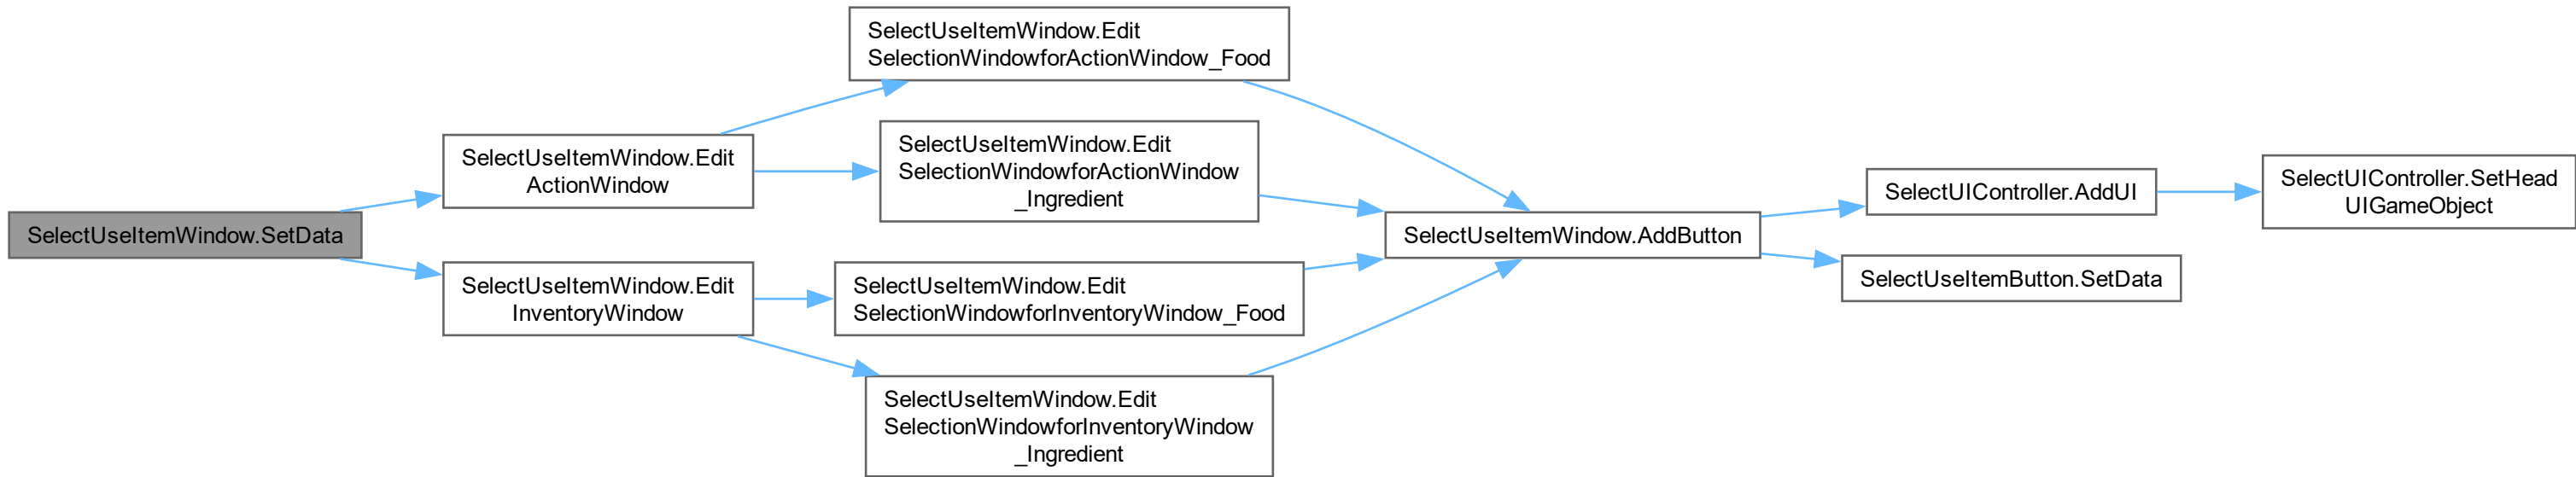 SelectUseItemWindow.SetData
SelectUseItemWindow.Edit
ActionWindow
SelectUseItemWindow.Edit
InventoryWindow
SelectUseItemWindow.Edit
SelectionWindowforActionWindow_Food
SelectUseItemWindow.Edit
SelectionWindowforActionWindow
_Ingredient
SelectUseItemWindow.Edit
SelectionWindowforInventoryWindow_Food
SelectUseItemWindow.Edit
SelectionWindowforInventoryWindow
_Ingredient
SelectUseItemWindow.AddButton
SelectUIController.AddUI
SelectUseItemButton.SetData
SelectUIController.SetHead
UIGameObject